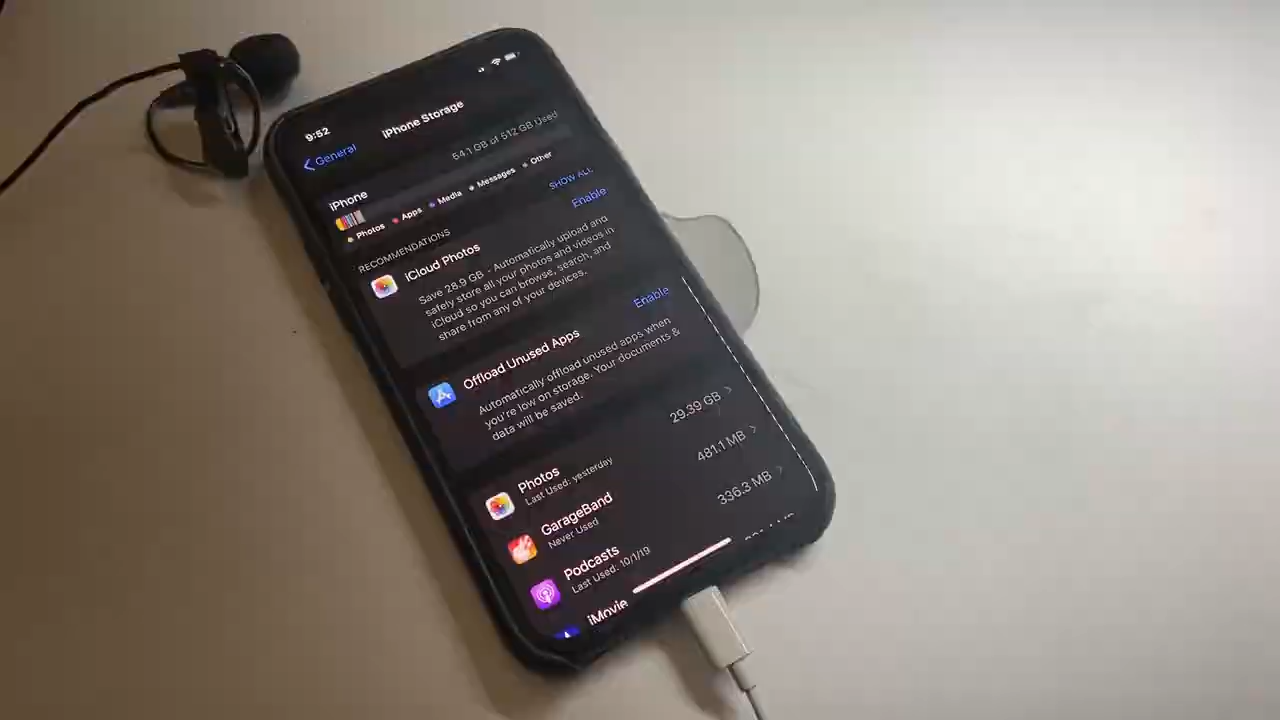 9:52
General
iPhone Storage
iPhone
54.1 GB of 512 GB Used
Photos Apps Media Messages Other
RECOMMENDATIONS
SHOW ALL
iCloud Photos
Enable
Save 28.9 GB - Automatically upload and
safely store all your photos and videos in
iCloud so you can browse, search, and
share from any of your devices.
Offload Unused Apps
Enable
Automatically offload unused apps when
you're low on storage. Your documents &
data will be saved.
Photos
Last Used: yesterday
29.39 GB
GarageBand
Never Used
481.1 MB
Podcasts
Last Used: 10/1/19
336.3 MB
iMovie